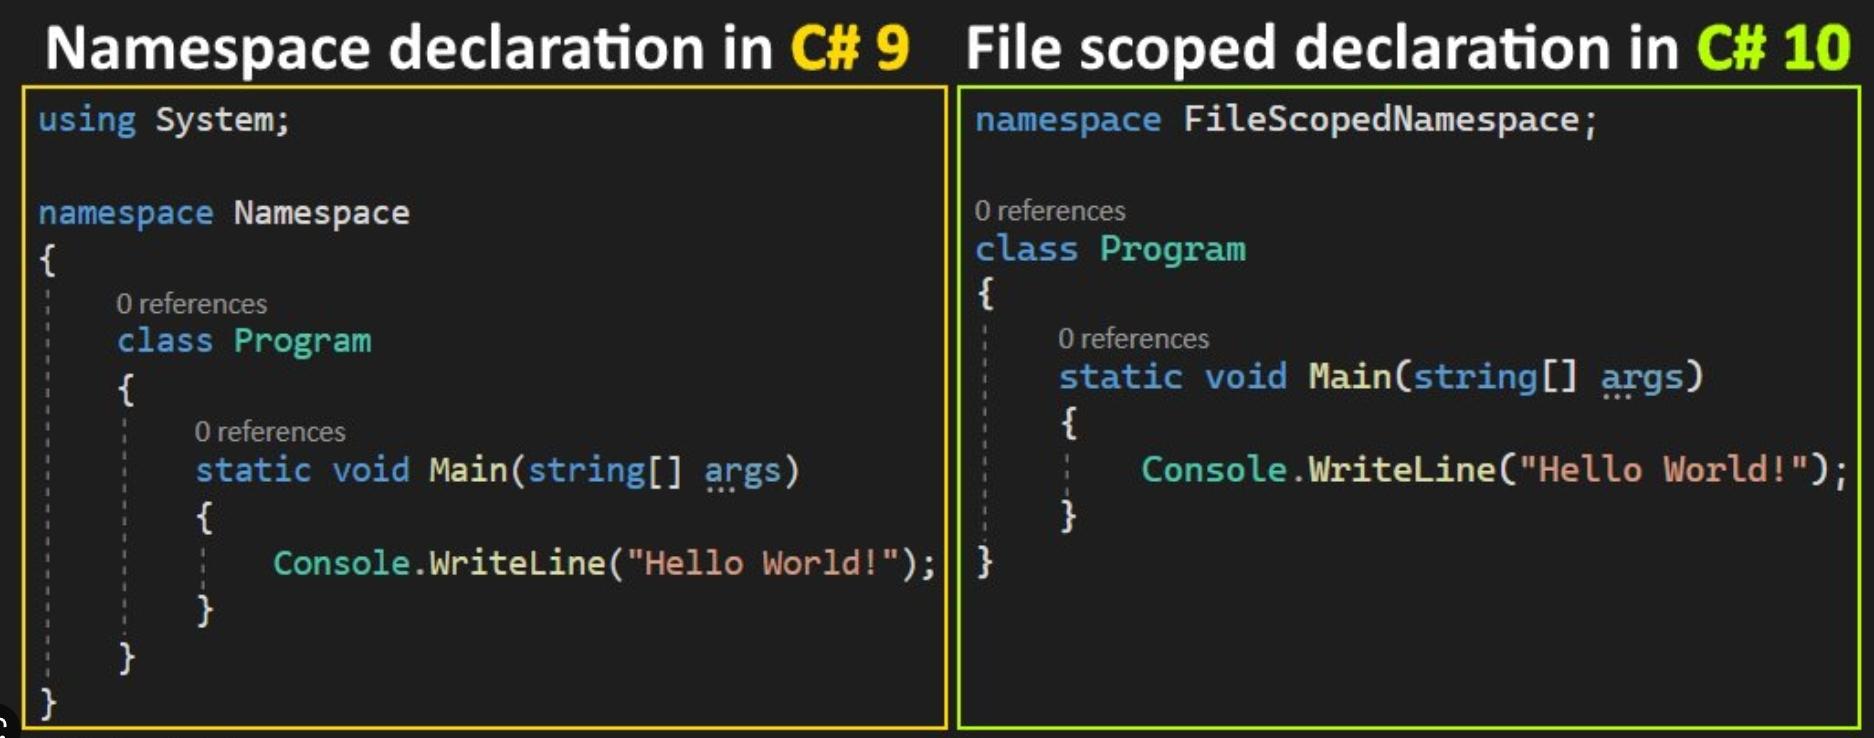 Namespace declaration in C# 9
using System;
namespace Namespace
{
0 references
class Program
{
0 references
static void Main(string[] args)
{
Console.WriteLine("Hello World!");
}
}
}
File scoped declaration in C# 10
namespace FileScopedNamespace;
0 references
class Program
{
0 references
static void Main(string[] args)
{
Console.WriteLine("Hello World!");
}
}